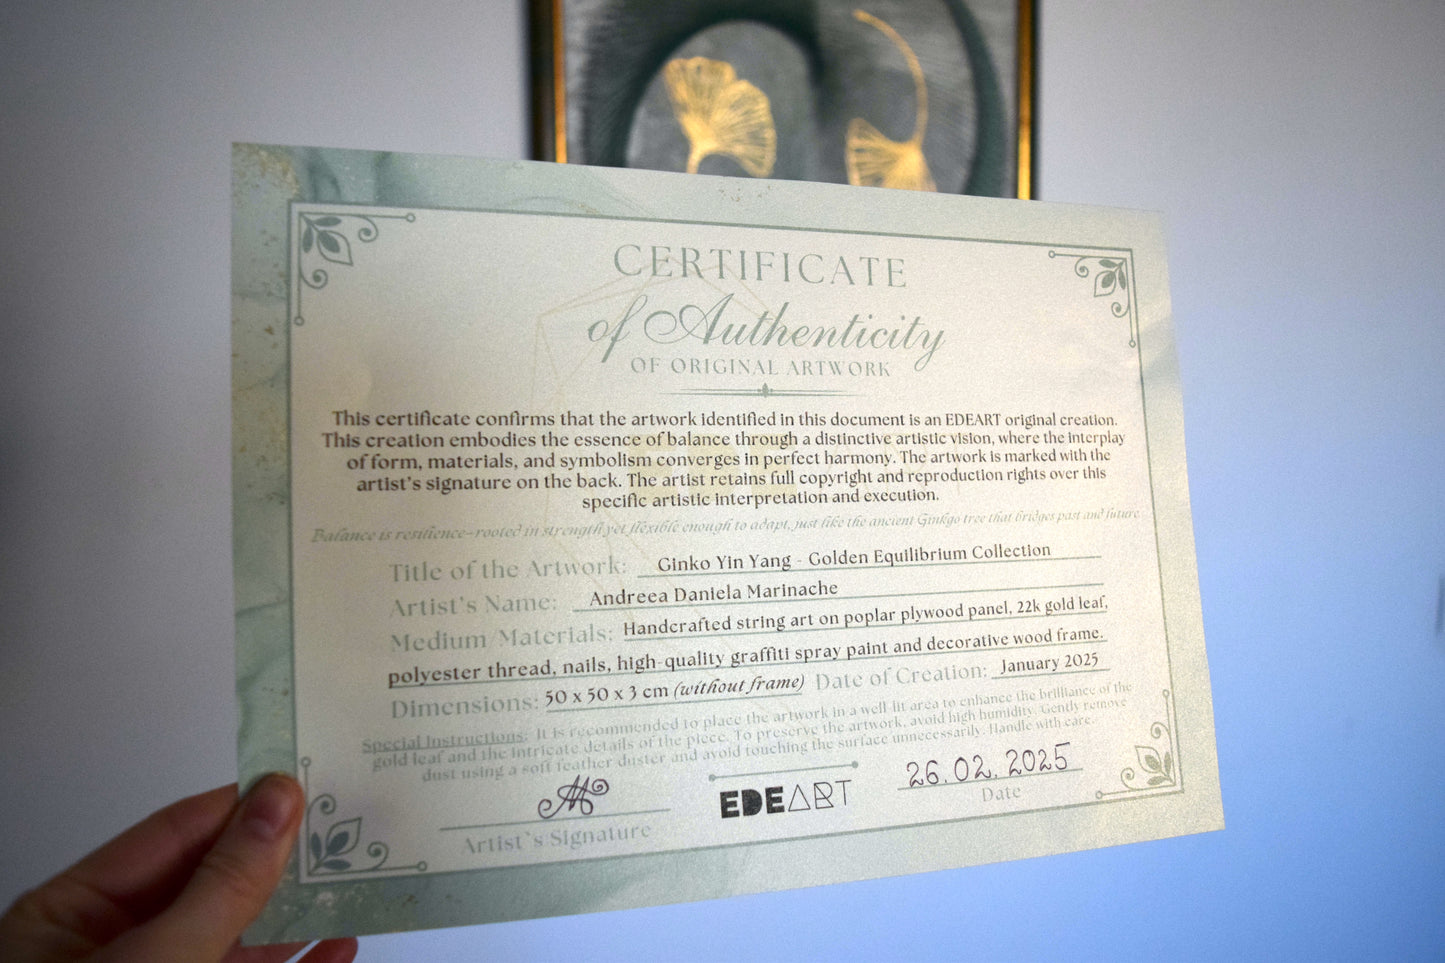 CERTIFICATE
of Authenticity
OF ORIGINAL ARTWORK
This certificate confirms that the artwork identified in this document is an EDEART original creation.
This creation embodies the essence of balance through a distinctive artistic vision, where the interplay
of form, materials, and symbolism converges in perfect harmony. The artwork is marked with the
artist's signature on the back. The artist retains full copyright and reproduction rights over this
specific artistic interpretation and execution.
Balance is resilience–rooted in strength yet flexible enough to adapt, just like the ancient Ginkgo tree that bridges past and future.
Title of the Artwork: Ginko Yin Yang - Golden Equilibrium Collection
Artist's Name: Andreea Daniela Marinache
Medium/Materials: Handcrafted string art on poplar plywood panel, 22k gold leaf,
polyester thread, nails, high-quality graffiti spray paint and decorative wood frame.
Dimensions: 50 x 50 x 3 cm (without frame) Date of Creation: January 2025
Special Instructions: It is recommended to place the artwork in a well-lit area to enhance the brilliance of the
gold leaf and the intricate details of the piece. To preserve the artwork, avoid high humidity. Gently remove
dust using a soft feather duster and avoid touching the surface unnecessarily. Handle with care.
EDEART
26.02.2025
Artist's Signature
Date